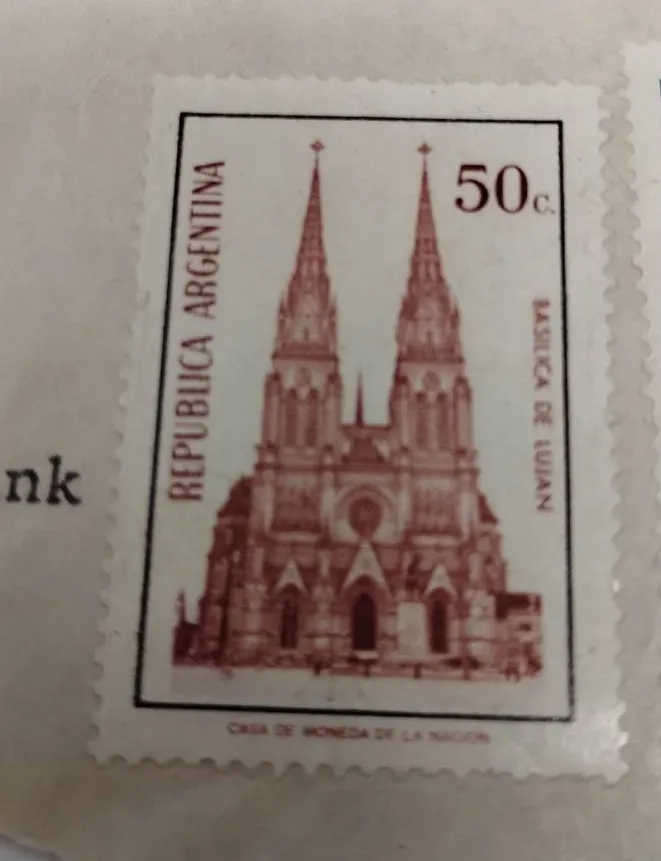 REPUBLICA ARGENTINA
50c.
BASILICA DE LUJAN
nk
CASA DE MONEDA DE LA NACION